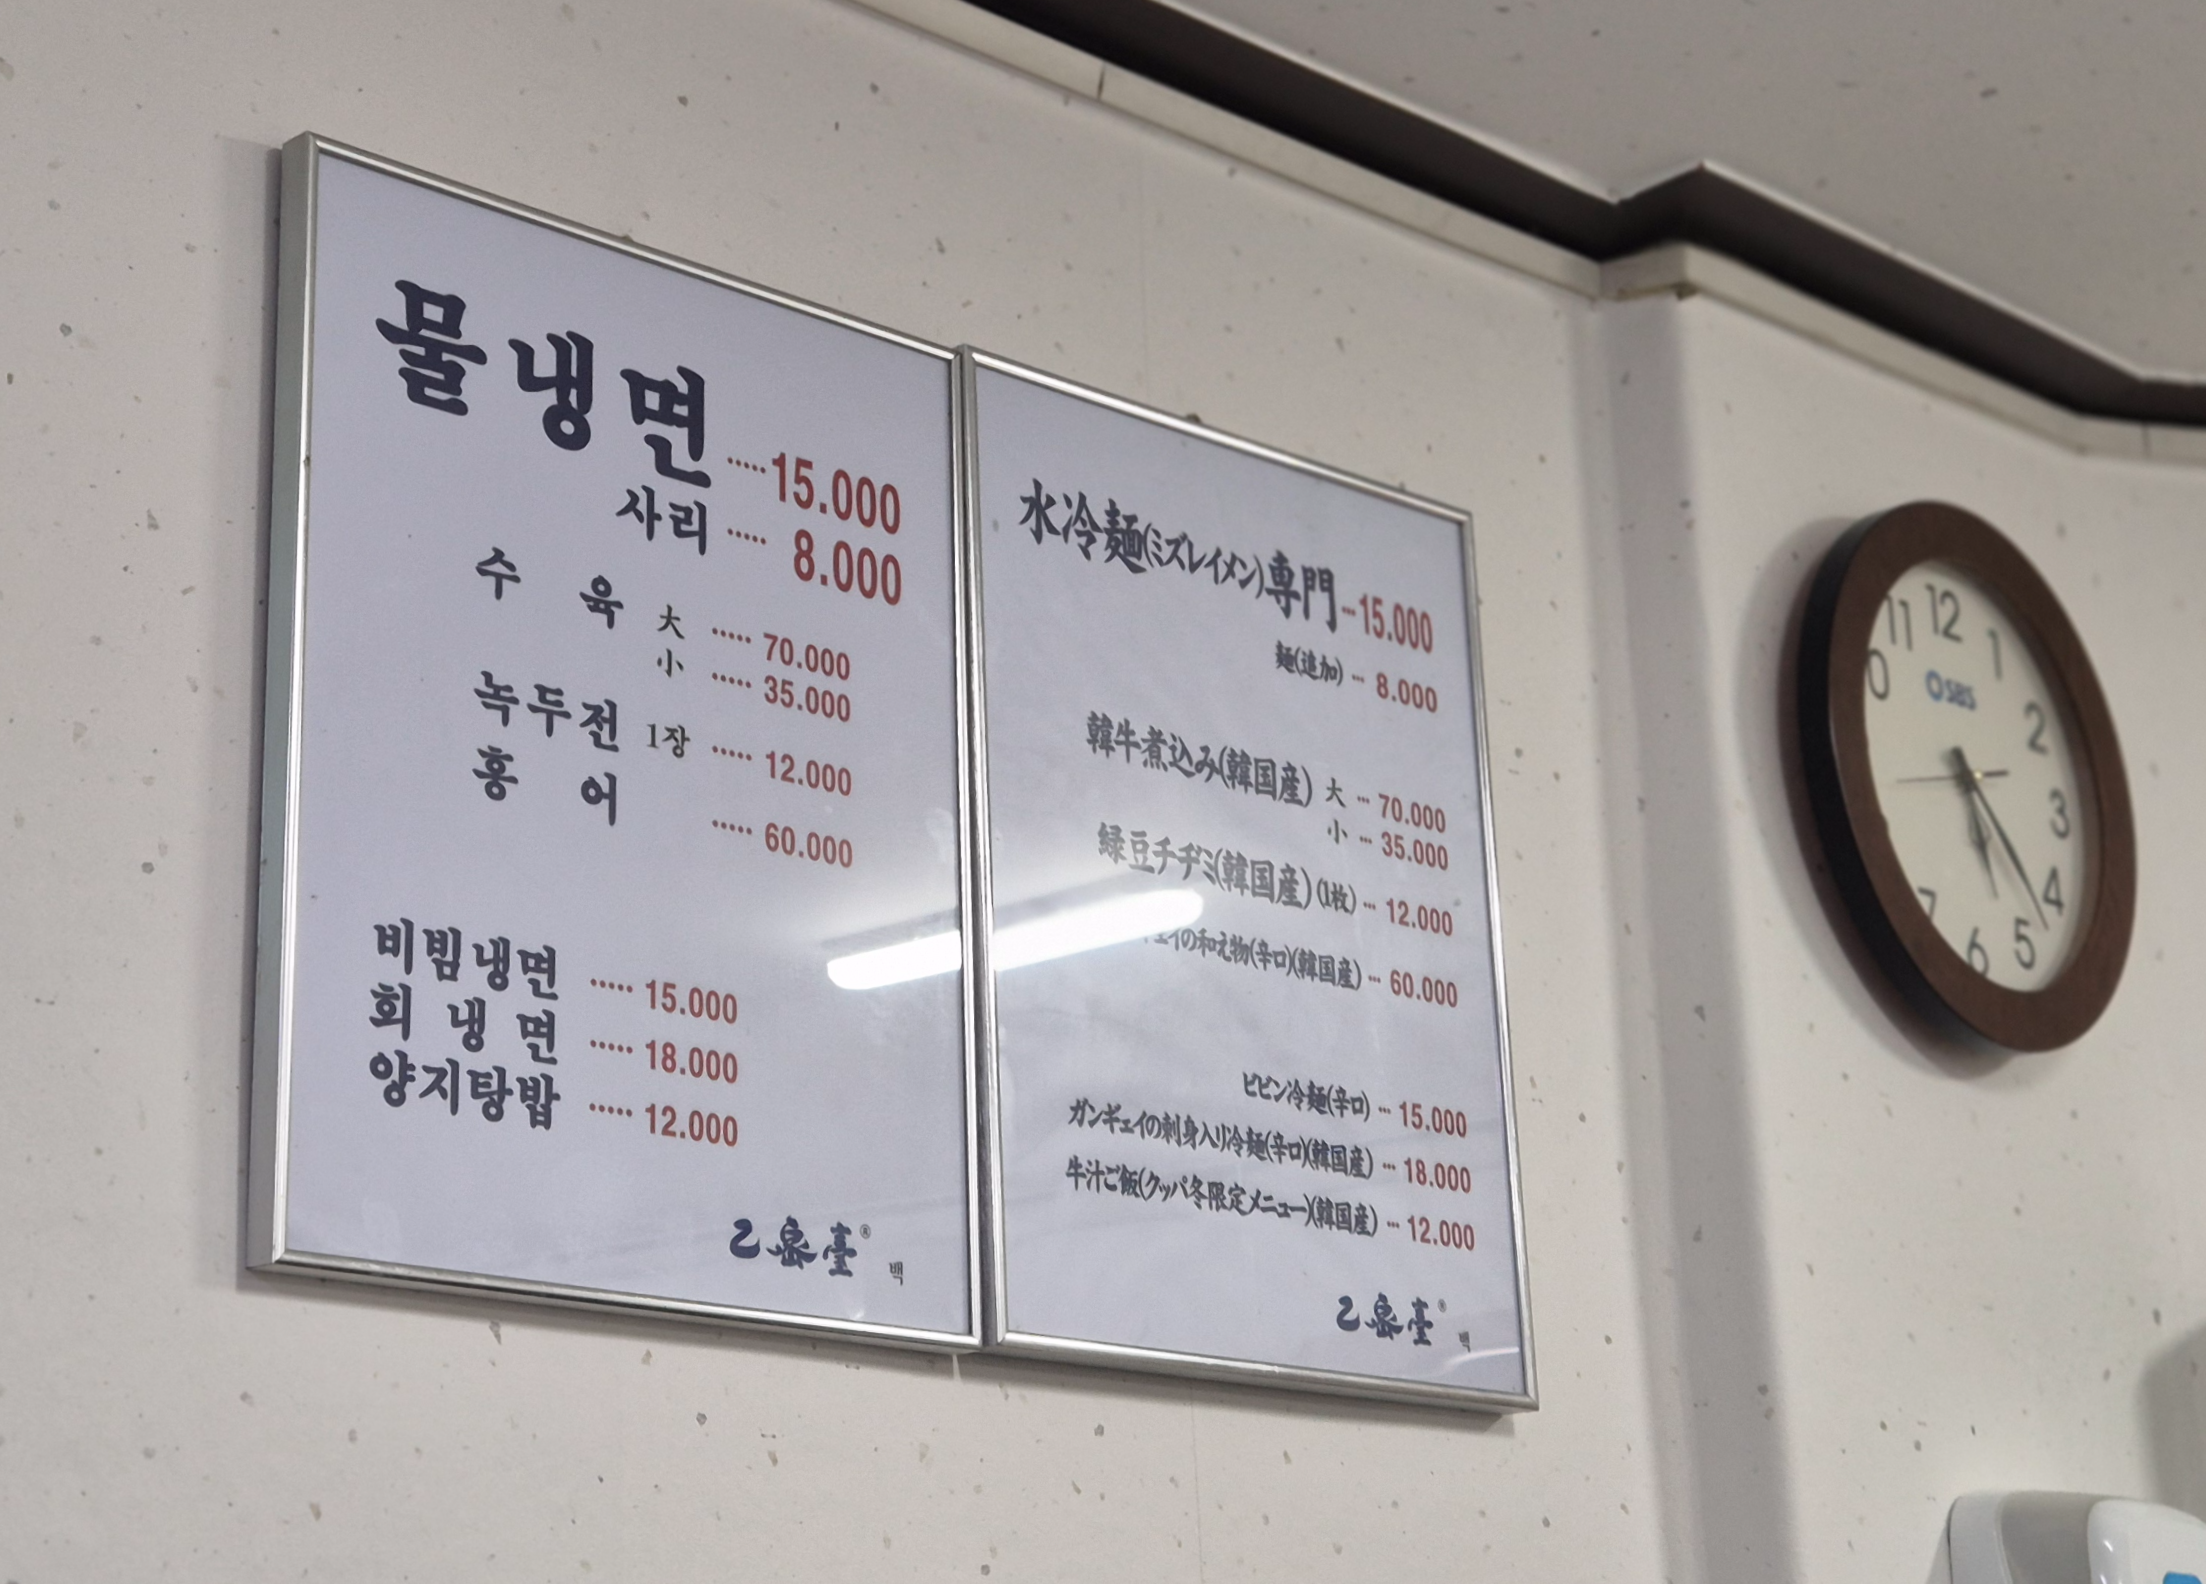 물냉면 ····· 15.000
사리 ····· 8.000
수 육 大 ····· 70.000
小 ····· 35.000
녹두전 1장 ····· 12.000
홍 어 ····· 60.000
비빔냉면 ····· 15.000
회 냉 면 ····· 18.000
양지탕밥 ····· 12.000
乙密臺®
백
水冷麺(ミズレイメン)専門 ··· 15.000
麺(追加) ··· 8.000
韓牛煮込み(韓国産) 大 ··· 70.000
小 ··· 35.000
緑豆チヂミ(韓国産)(1枚) ··· 12.000
ェイの和え物(辛口)(韓国産) ··· 60.000
ビビン冷麺(辛口) ··· 15.000
ガンギェイの刺身入り冷麺(辛口)(韓国産) ··· 18.000
牛汁ご飯(クッパ冬限定メニュー)(韓国産) ··· 12.000
乙密臺®
백
11 12 1 2 3 4 5 6 7
SBS